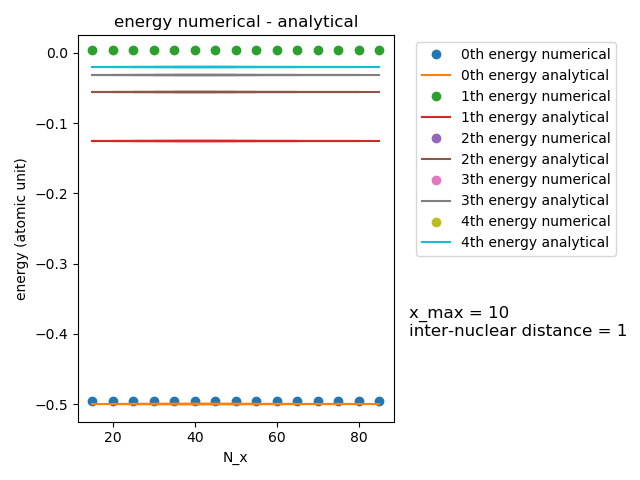 energy numerical - analytical
energy (atomic unit)
0.0
−0.1
−0.2
−0.3
−0.4
−0.5
20
40
60
80
N_x
0th energy numerical
0th energy analytical
1th energy numerical
1th energy analytical
2th energy numerical
2th energy analytical
3th energy numerical
3th energy analytical
4th energy numerical
4th energy analytical
x_max = 10
inter-nuclear distance = 1